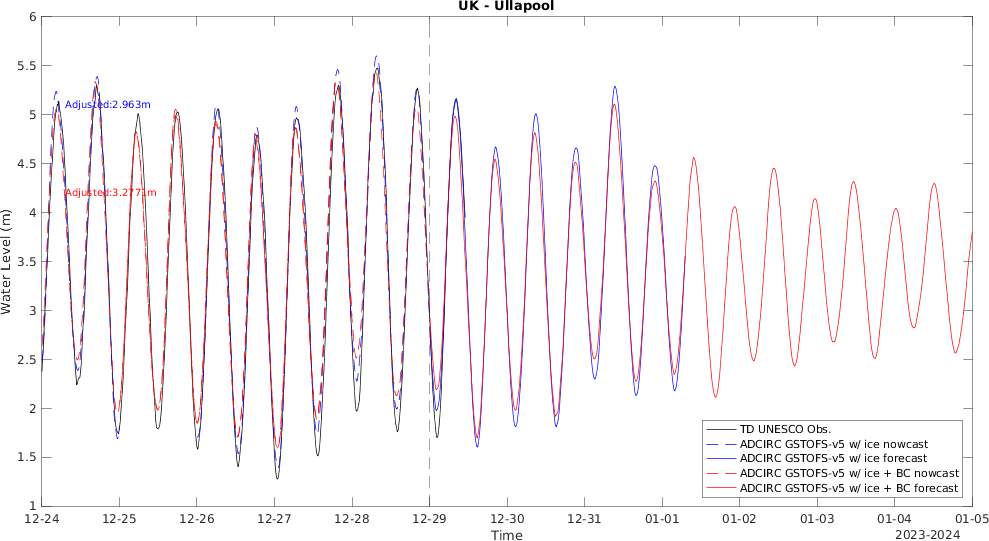 UK - Ullapool
6
5.5
5
4.5
4
3.5
3
2.5
2
1.5
1
Water Level (m)
Adjusted:2.963m
Adjusted:3.2771m
TD UNESCO Obs.
ADCIRC GSTOFS-v5 w/ ice nowcast
ADCIRC GSTOFS-v5 w/ ice forecast
ADCIRC GSTOFS-v5 w/ ice + BC nowcast
ADCIRC GSTOFS-v5 w/ ice + BC forecast
12-24 12-25 12-26 12-27 12-28 12-29 12-30 12-31 01-01 01-02 01-03 01-04 01-05
Time
2023-2024